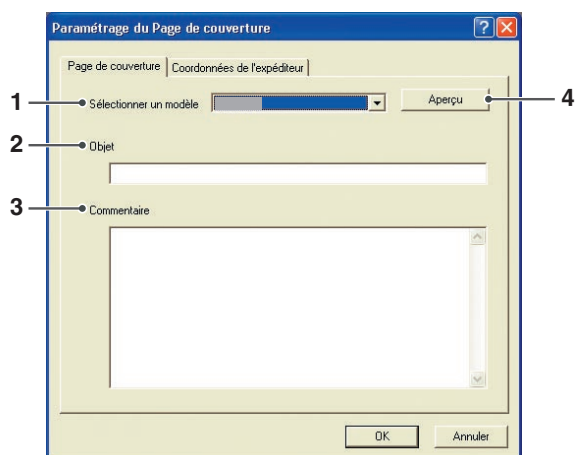 Paramétrage du Page de couverture
Page de couverture Coordonnées de l'expéditeur
1 Sélectionner un modèle Aperçu 4
2 Objet
3 Commentaire
OK Annuler